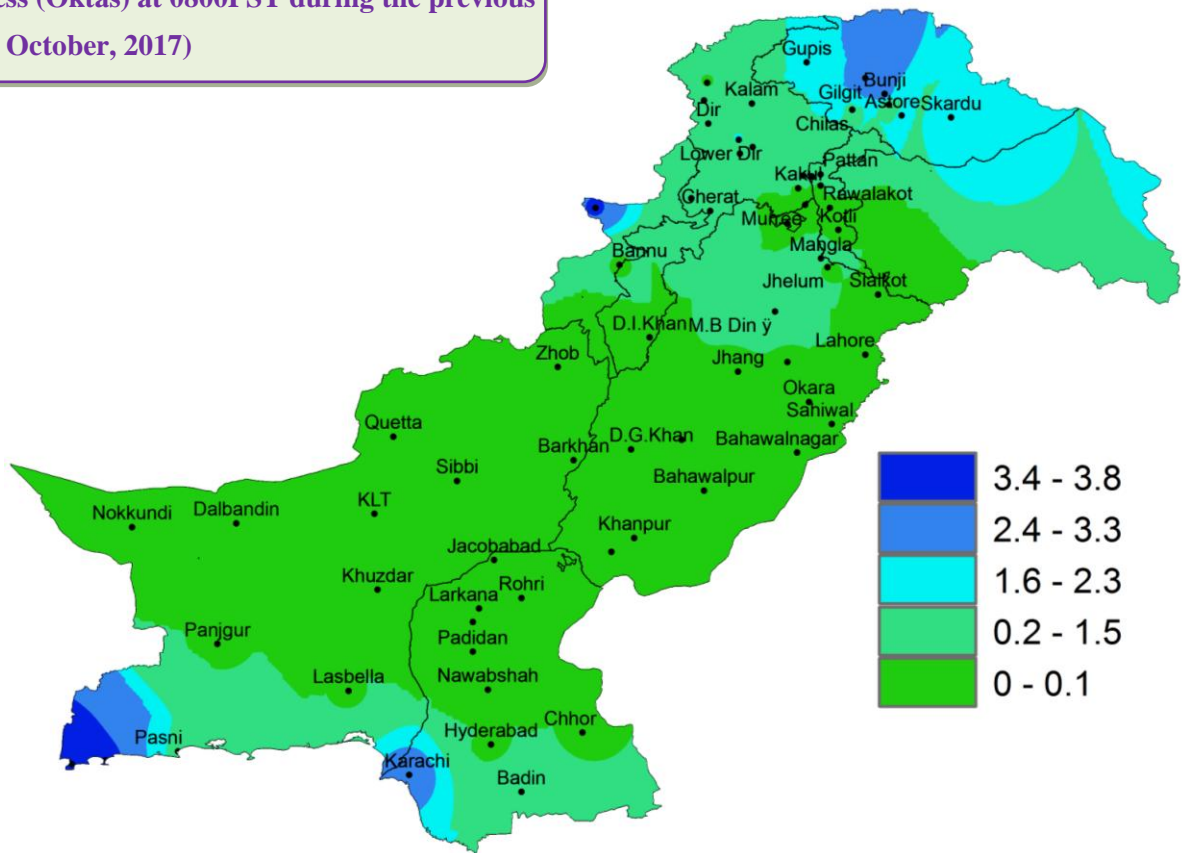 (Oktas) at 0800PST during the previous
October, 2017)
Gupis
Bunji
Kalam
Gilgit
Astore
Skardu
Dir
Chilas
Lower Dir
Pattan
Kakul
Rawalakot
Cherat
Murree
Kotli
Mangla
Bannu
Jhelum
Sialkot
D.I.Khan
M.B Din ÿ
Lahore
Zhob
Jhang
Okara
Sahiwal
Quetta
Barkhan
D.G.Khan
Bahawalnagar
Sibbi
Bahawalpur
Nokkundi
Dalbandin
KLT
Khanpur
Jacobabad
Khuzdar
Rohri
Larkana
Panjgur
Padidan
Lasbella
Nawabshah
Chhor
Pasni
Hyderabad
Karachi
Badin
3.4 - 3.8
2.4 - 3.3
1.6 - 2.3
0.2 - 1.5
0 - 0.1